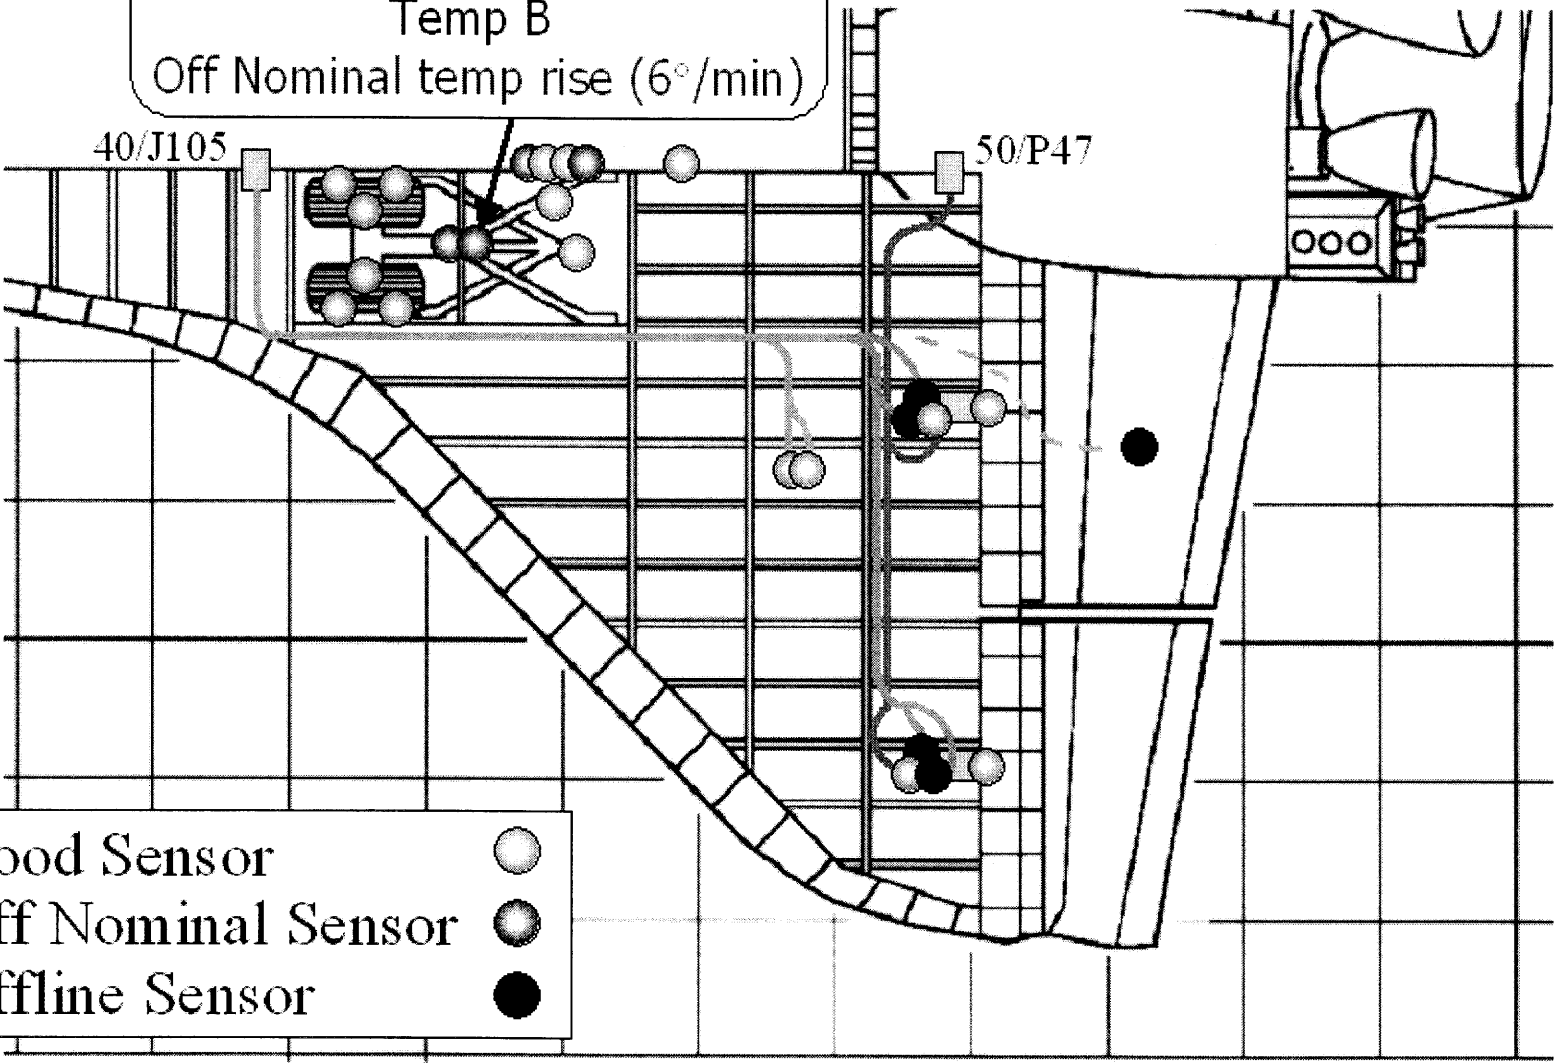 Temp B
Off Nominal temp rise (6°/min)
40/J105
50/P47
ood Sensor
ff Nominal Sensor
ffline Sensor